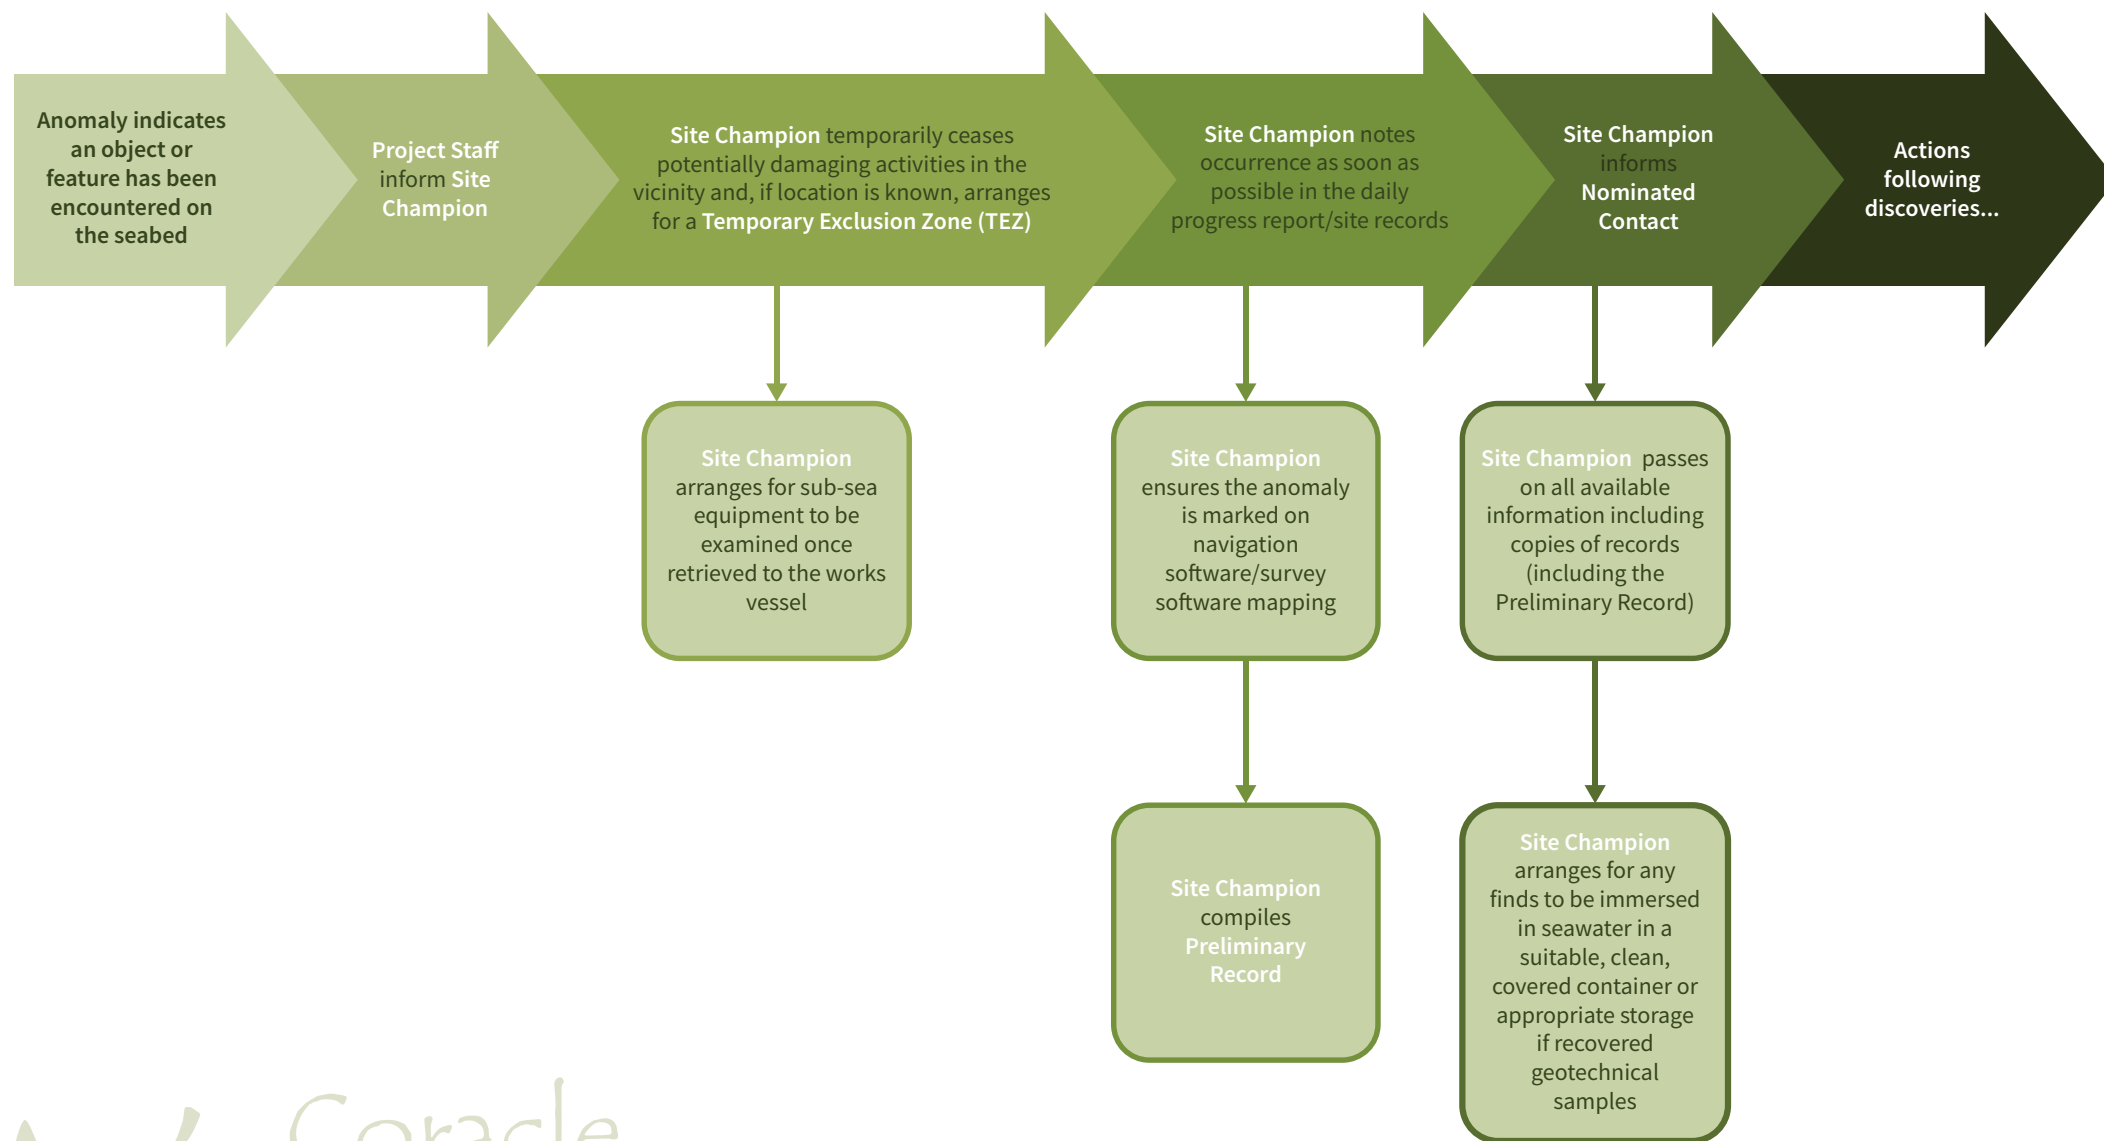 Anomaly indicates
an object or
feature has been
encountered on
the seabed
Project Staff
inform Site
Champion
Site Champion temporarily ceases
potentially damaging activities in the
vicinity and, if location is known, arranges
for a Temporary Exclusion Zone (TEZ)
Site Champion notes
occurrence as soon as
possible in the daily
progress report/site records
Site Champion
informs
Nominated
Contact
Actions
following
discoveries...
Site Champion
arranges for sub-sea
equipment to be
examined once
retrieved to the works
vessel
Site Champion
ensures the anomaly
is marked on
navigation
software/survey
software mapping
Site Champion passes
on all available
information including
copies of records
(including the
Preliminary Record)
Site Champion
compiles
Preliminary
Record
Site Champion
arranges for any
finds to be immersed
in seawater in a
suitable, clean,
covered container or
appropriate storage
if recovered
geotechnical
samples
Coracle